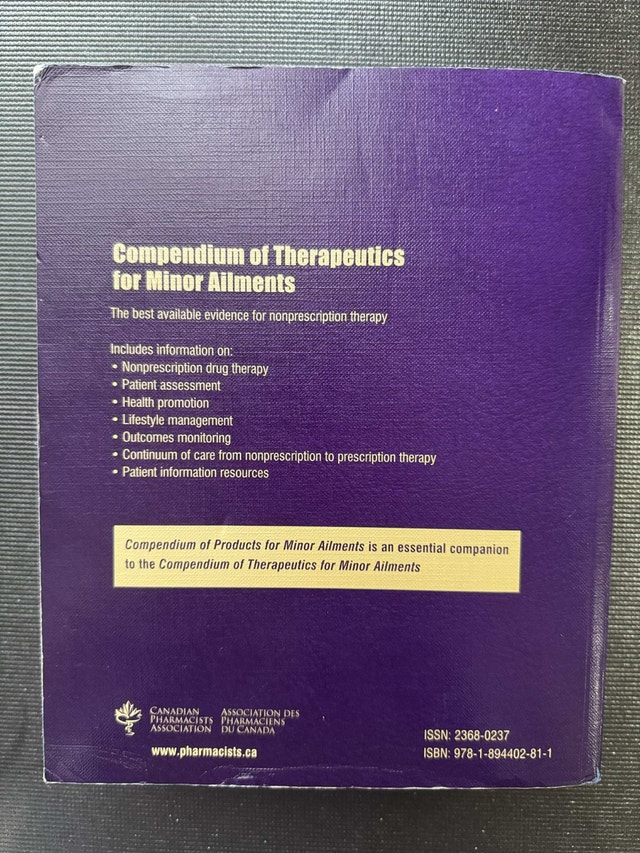 Compendium of Therapeutics
for Minor Ailments
The best available evidence for nonprescription therapy
Includes information on:
• Nonprescription drug therapy
• Patient assessment
• Health promotion
• Lifestyle management
• Outcomes monitoring
• Continuum of care from nonprescription to prescription therapy
• Patient information resources
Compendium of Products for Minor Ailments is an essential companion
to the Compendium of Therapeutics for Minor Ailments
CANADIAN
PHARMACISTS
ASSOCIATION
ASSOCIATION DES
PHARMACIENS
DU CANADA
www.pharmacists.ca
ISSN: 2368-0237
ISBN: 978-1-894402-81-1